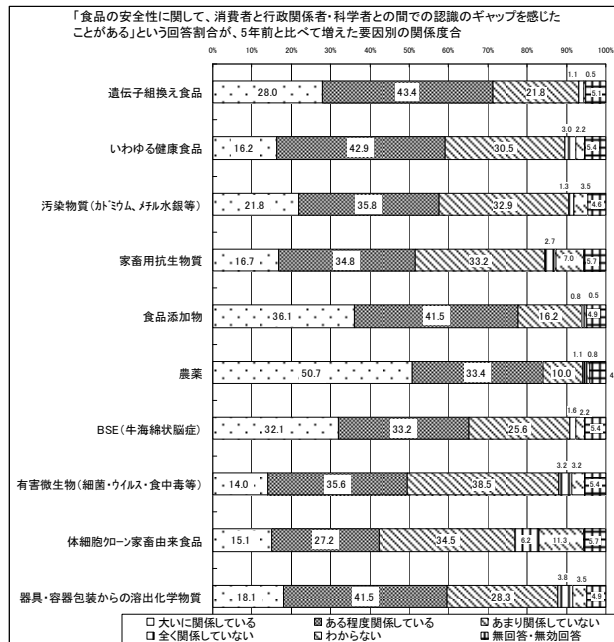 「食品の安全性に関して、消費者と行政関係者・科学者との間での認識のギャップを感じた
ことがある」という回答割合が、5年前と比べて増えた要因別の関係度合
0% 10% 20% 30% 40% 50% 60% 70% 80% 90% 100%
遺伝子組換え食品 28.0 43.4 21.8 1.1 0.5 5.1
いわゆる健康食品 16.2 42.9 30.5 3.0 2.2 5.4
汚染物質(カドミウム、メチル水銀等) 21.8 35.8 32.9 1.3 3.5 4.6
家畜用抗生物質 16.7 34.8 33.2 2.7 7.0 5.7
食品添加物 36.1 41.5 16.2 0.8 0.5 4.9
農薬 50.7 33.4 10.0 1.1 0.8 4
BSE(牛海綿状脳症) 32.1 33.2 25.6 1.6 2.2 5.4
有害微生物(細菌・ウイルス・食中毒等) 14.0 35.6 38.5 3.2 3.2 5.4
体細胞クローン家畜由来食品 15.1 27.2 34.5 6.2 11.3 5.7
器具・容器包装からの溶出化学物質 18.1 41.5 28.3 3.8 3.5 4.9
大いに関係している ある程度関係している あまり関係していない
全く関係していない わからない 無回答・無効回答